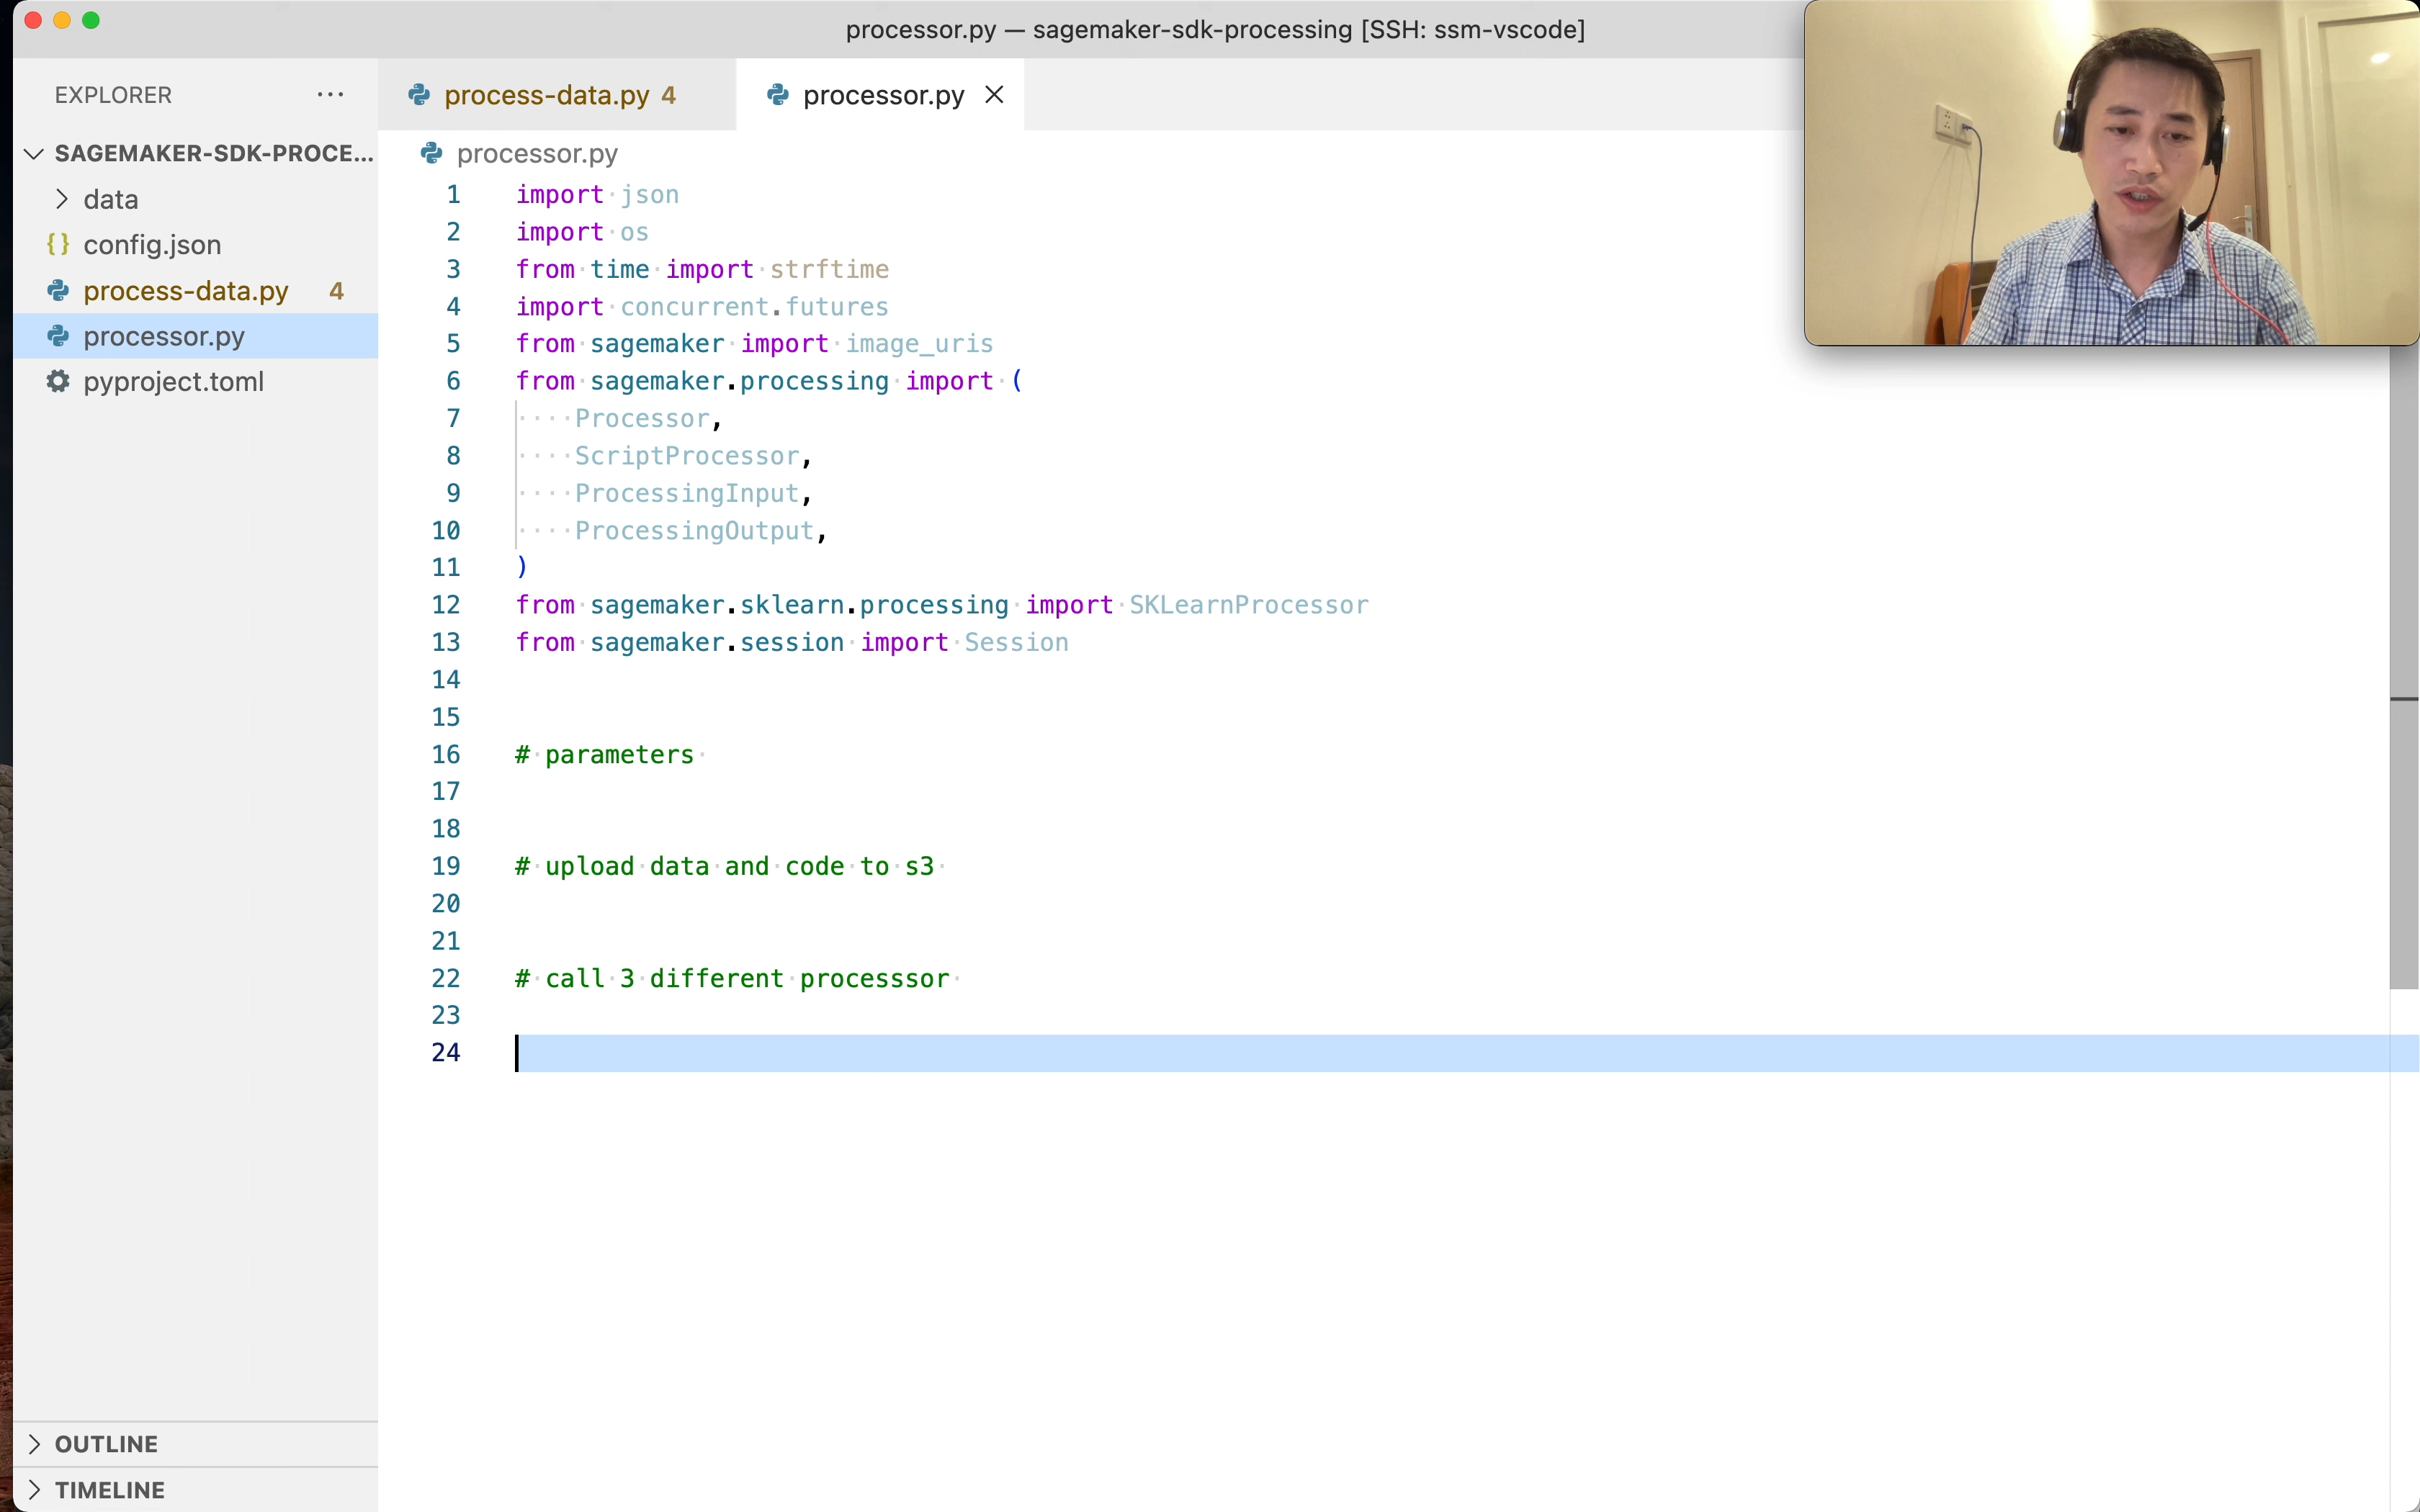 processor.py — sagemaker-sdk-processing [SSH: ssm-vscode]
EXPLORER
process-data.py 4
processor.py
SAGEMAKER-SDK-PROCE...
data
config.json
process-data.py 4
processor.py
pyproject.toml
OUTLINE
TIMELINE
processor.py
1 import json
2 import os
3 from time import strftime
4 import concurrent.futures
5 from sagemaker import image_uris
6 from sagemaker.processing import (
7 Processor,
8 ScriptProcessor,
9 ProcessingInput,
10 ProcessingOutput,
11 )
12 from sagemaker.sklearn.processing import SKLearnProcessor
13 from sagemaker.session import Session
14
15
16 # parameters
17
18
19 # upload data and code to s3
20
21
22 # call 3 different processsor
23
24